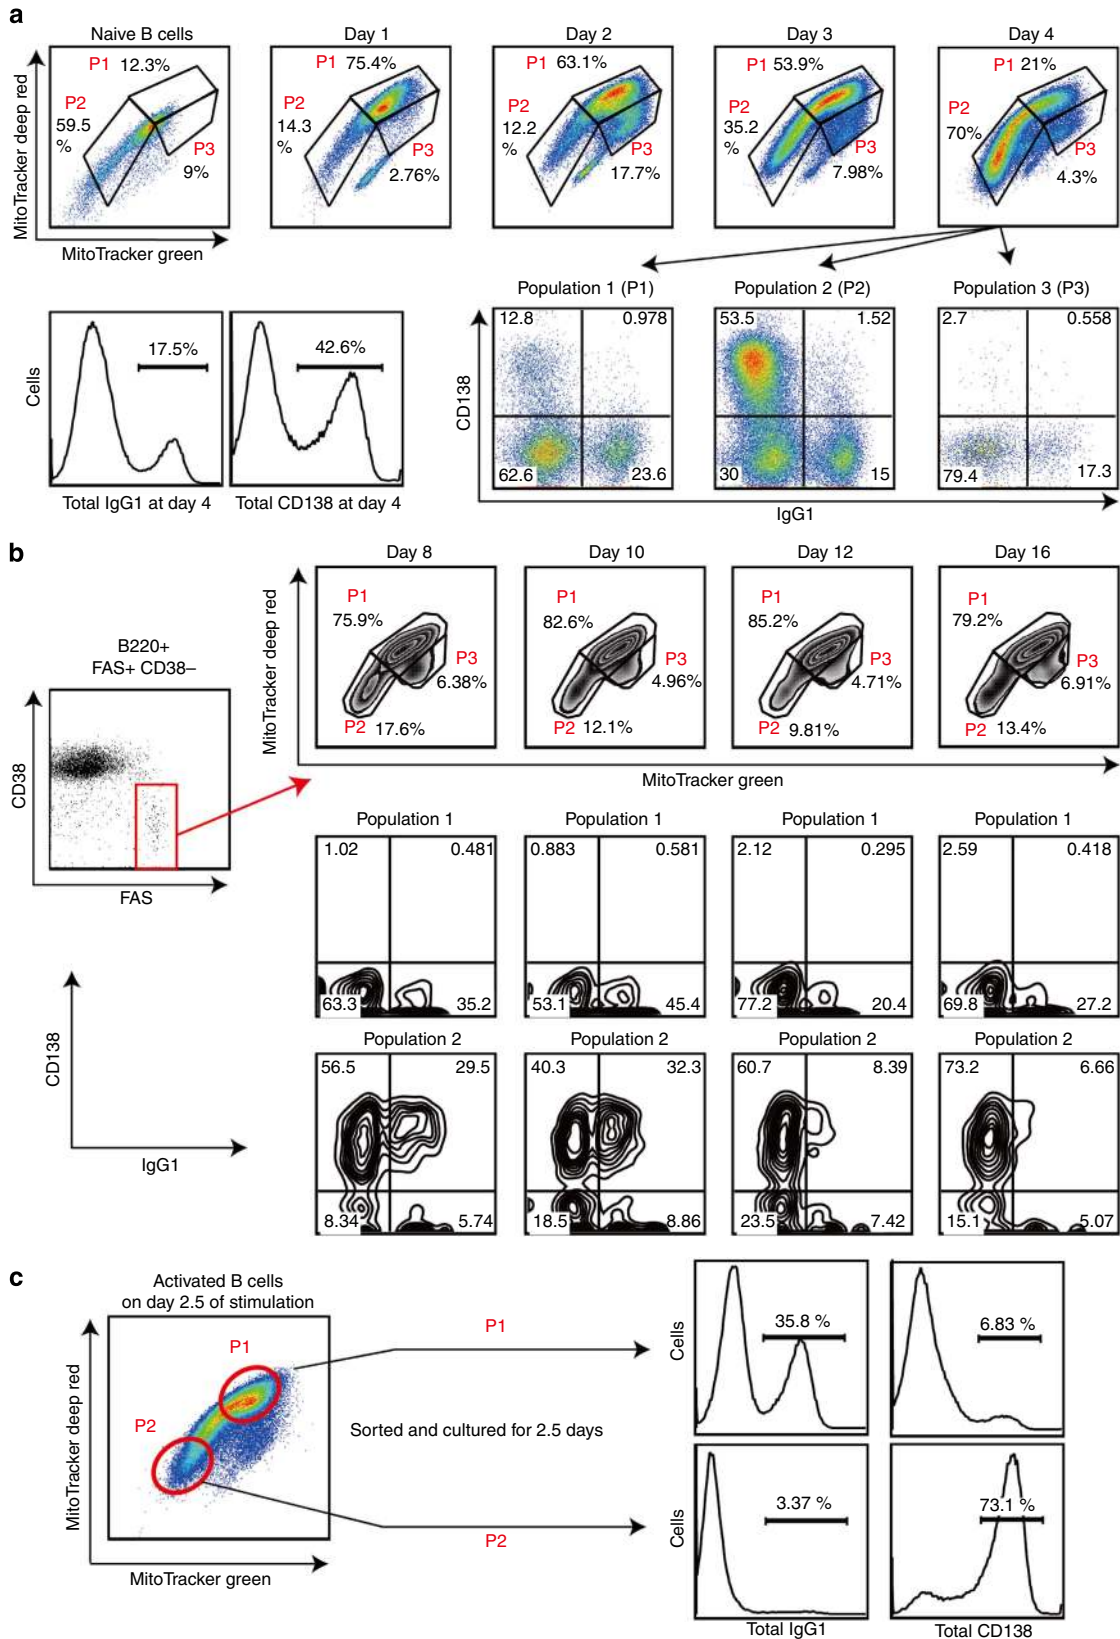 a
Naive B cells
Day 1
Day 2
Day 3
Day 4
P1 12.3%
P2
59.5
%
P3
9%
P1 75.4%
P2
14.3
%
P3
2.76%
P1 63.1%
P2
12.2
%
P3
17.7%
P1 53.9%
P2
35.2
%
P3
7.98%
P1 21%
P2
70%
P3
4.3%
MitoTracker deep red
MitoTracker green
Cells
17.5%
Total IgG1 at day 4
42.6%
Total CD138 at day 4
Population 1 (P1)
12.8 0.978
62.6 23.6
Population 2 (P2)
53.5 1.52
30 15
Population 3 (P3)
2.7 0.558
79.4 17.3
CD138
IgG1
b
B220+
FAS+ CD38–
CD38
FAS
MitoTracker deep red
Day 8
P1
75.9%
P3
6.38%
P2 17.6%
Day 10
P1
82.6%
P3
4.96%
P2 12.1%
Day 12
P1
85.2%
P3
4.71%
P2 9.81%
Day 16
P1
79.2%
P3
6.91%
P2 13.4%
MitoTracker green
Population 1
1.02 0.481
63.3 35.2
Population 1
0.883 0.581
53.1 45.4
Population 1
2.12 0.295
77.2 20.4
Population 1
2.59 0.418
69.8 27.2
CD138
IgG1
Population 2
56.5 29.5
8.34 5.74
Population 2
40.3 32.3
18.5 8.86
Population 2
60.7 8.39
23.5 7.42
Population 2
73.2 6.66
15.1 5.07
c
Activated B cells
on day 2.5 of stimulation
P1
P2
MitoTracker deep red
MitoTracker green
P1
Sorted and cultured for 2.5 days
P2
Cells
35.8 %
6.83 %
Cells
3.37 %
73.1 %
Total IgG1
Total CD138